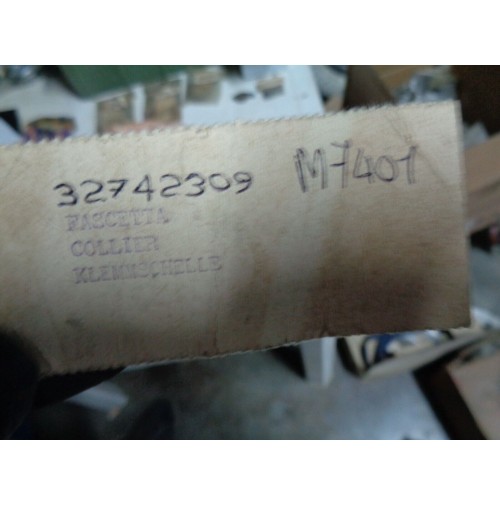 32742309 M7401
FASCETTA
COLLIER
KLEMMSCHELLE